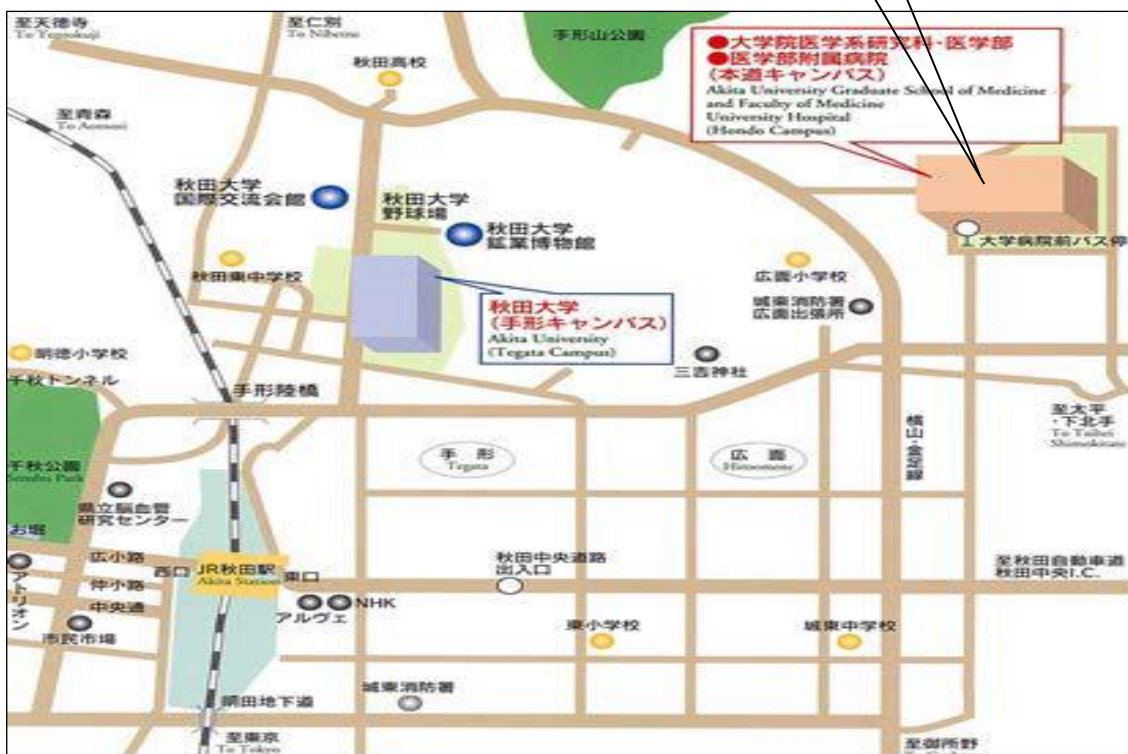 至天徳寺
To Tentokuji
至仁別
To Nibetsu
手形山公園
●大学院医学系研究科・医学部
●医学部附属病院
(本道キャンパス)
Akita University Graduate School of Medicine
and Faculty of Medicine
University Hospital
(Hondo Campus)
秋田高校
至青森
To Aomori
秋田大学
国際交流会館
秋田大学
野球場
秋田大学
鉱業博物館
大学病院前バス停
秋田東中学校
広面小学校
秋田大学
(手形キャンパス)
Akita University
(Tegata Campus)
城東消防署
広面出張所
明徳小学校
三吉神社
千秋トンネル
手形陸橋
至太平
・下北手
To Taihei
Shimokitate
横山・金足線
手形
Tegata
広面
Hiroomote
千秋公園
Senshu Park
県立脳血管
研究センター
お堀
広小路
西口
JR秋田駅
Akita Station
東口
秋田中央道路
出入口
至秋田自動車道
秋田中央I.C.
アトリオン
仲小路
中央通
アルヴェ
NHK
市民市場
東小学校
城東中学校
城東消防署
明田地下道
至東京
To Tokyo
至御所野